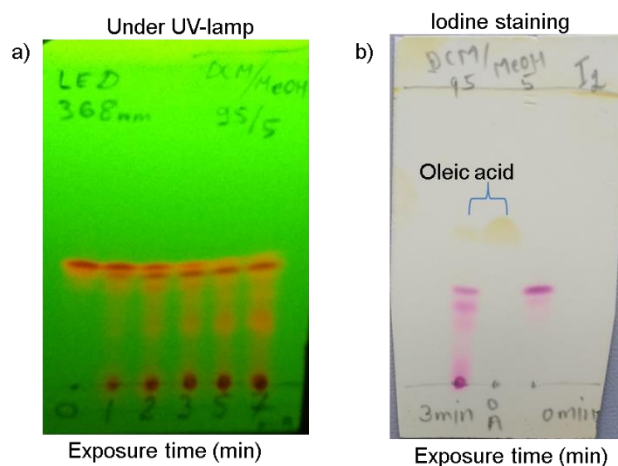 Under UV-lamp
a)
LED
368nm
DCM/MeOH
95/5
0 1 2 3 5 7
Exposure time (min)
Iodine staining
b)
DCM/MeOH
95 5
I2
Oleic acid
3min
O
A
0min
Exposure time (min)